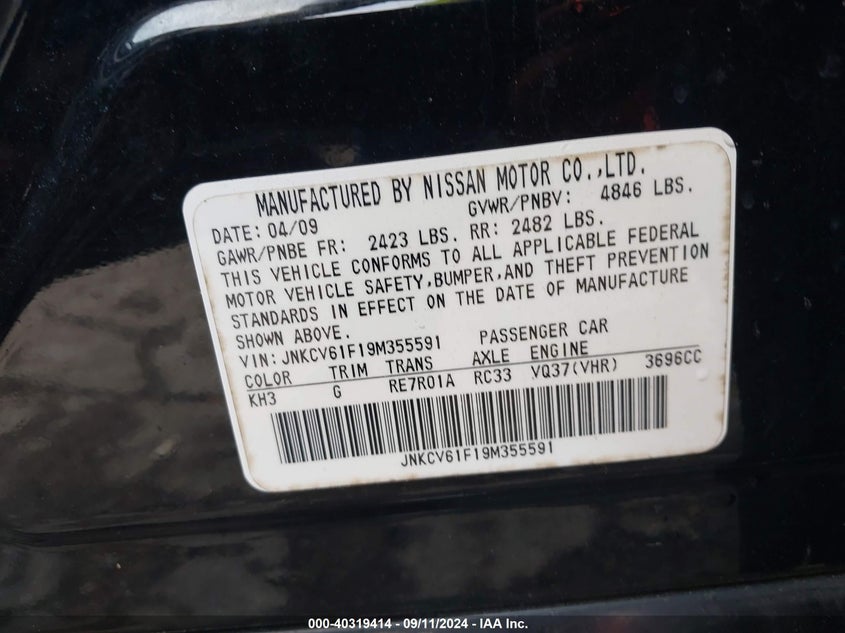 MANUFACTURED BY NISSAN MOTOR CO.,LTD.
DATE: 04/09 GVWR/PNBV: 4846 LBS.
GAWR/PNBE FR: 2423 LBS. RR: 2482 LBS.
THIS VEHICLE CONFORMS TO ALL APPLICABLE FEDERAL
MOTOR VEHICLE SAFETY,BUMPER,AND THEFT PREVENTION
STANDARDS IN EFFECT ON THE DATE OF MANUFACTURE
SHOWN ABOVE.
VIN: JNKCV61F19M355591 PASSENGER CAR
COLOR TRIM TRANS AXLE ENGINE
KH3 G RE7R01A RC33 VQ37(VHR) 3696CC
JNKCV61F19M355591
000-40319414 - 09/11/2024 - IAA Inc.